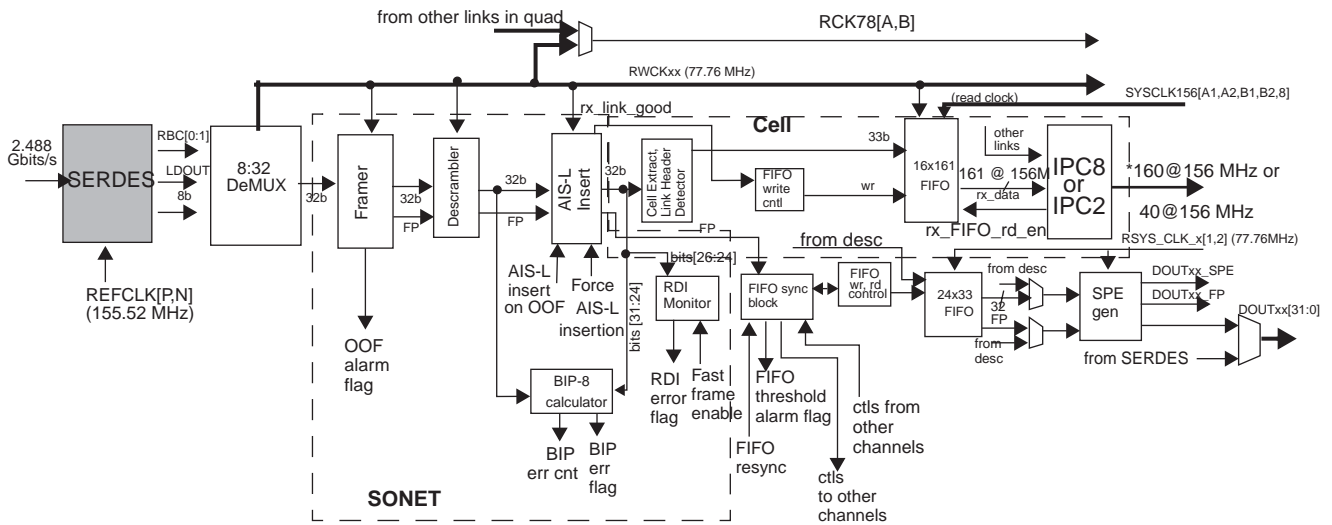 from other links in quad
RCK78[A,B]
RWCKxx (77.76 MHz)
SYSCLK156[A1,A2,B1,B2,8]
(read clock)
rx_link_good
Cell
2.488
Gbits/s
SERDES
RBC[0:1]
LDOUT
8b
8:32
DeMUX
32b
Framer
32b
FP
Descrambler
32b
FP
AIS-L
Insert
32b
Cell Extract,
Link Header
Detector
FIFO
write
cntl
33b
wr
16x161
FIFO
other
links
161 @ 156M
rx_data
rx_FIFO_rd_en
IPC8
or
IPC2
*160@156 MHz or
40@156 MHz
REFCLK[P,N]
(155.52 MHz)
FP
from desc
RSYS_CLK_x[1,2] (77.76MHz)
AIS-L
insert
on OOF
Force
AIS-L
insertion
bits[26:24]
bits [31:24]
RDI
Monitor
FIFO sync
block
FIFO
wr, rd
control
24x33
FIFO
from desc
32
FP
from
desc
SPE
gen
DOUTxx_SPE
DOUTxx_FP
DOUTxx[31:0]
from SERDES
OOF
alarm
flag
BIP-8
calculator
RDI
error
flag
Fast
frame
enable
FIFO
threshold
alarm flag
ctls from
other
channels
BIP
err cnt
BIP
err
flag
FIFO
resync
ctls
to other
channels
SONET